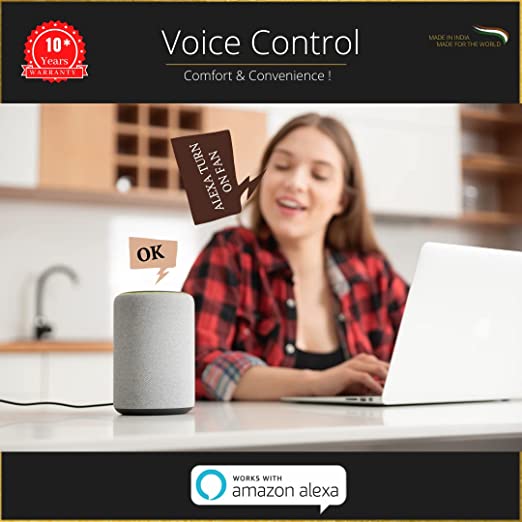 10*
Years
WARRANTY
Voice Control
Comfort & Convenience !
MADE IN INDIA
MADE FOR THE WORLD
ALEXA TURN
ON FAN
OK
WORKS WITH
amazon alexa